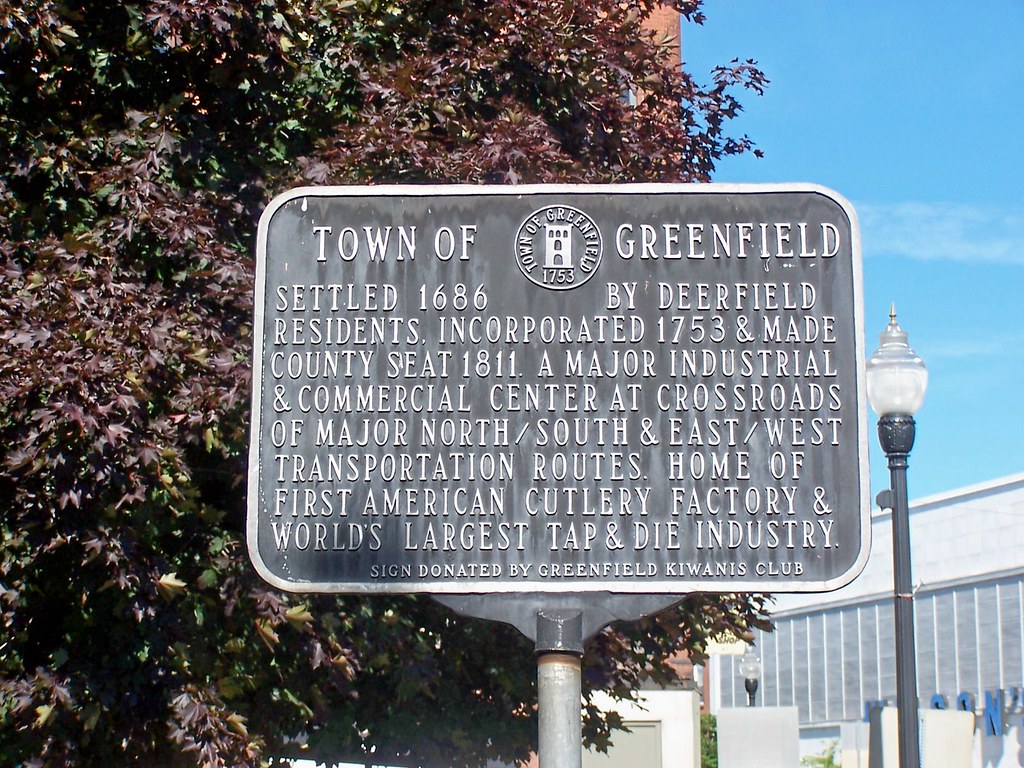 TOWN OF GREENFIELD
TOWN OF GREENFIELD
1753
SETTLED 1686 BY DEERFIELD
RESIDENTS, INCORPORATED 1753 & MADE
COUNTY SEAT 1811. A MAJOR INDUSTRIAL
& COMMERCIAL CENTER AT CROSSROADS
OF MAJOR NORTH/SOUTH & EAST/WEST
TRANSPORTATION ROUTES. HOME OF
FIRST AMERICAN CUTLERY FACTORY &
WORLD'S LARGEST TAP & DIE INDUSTRY.
SIGN DONATED BY GREENFIELD KIWANIS CLUB